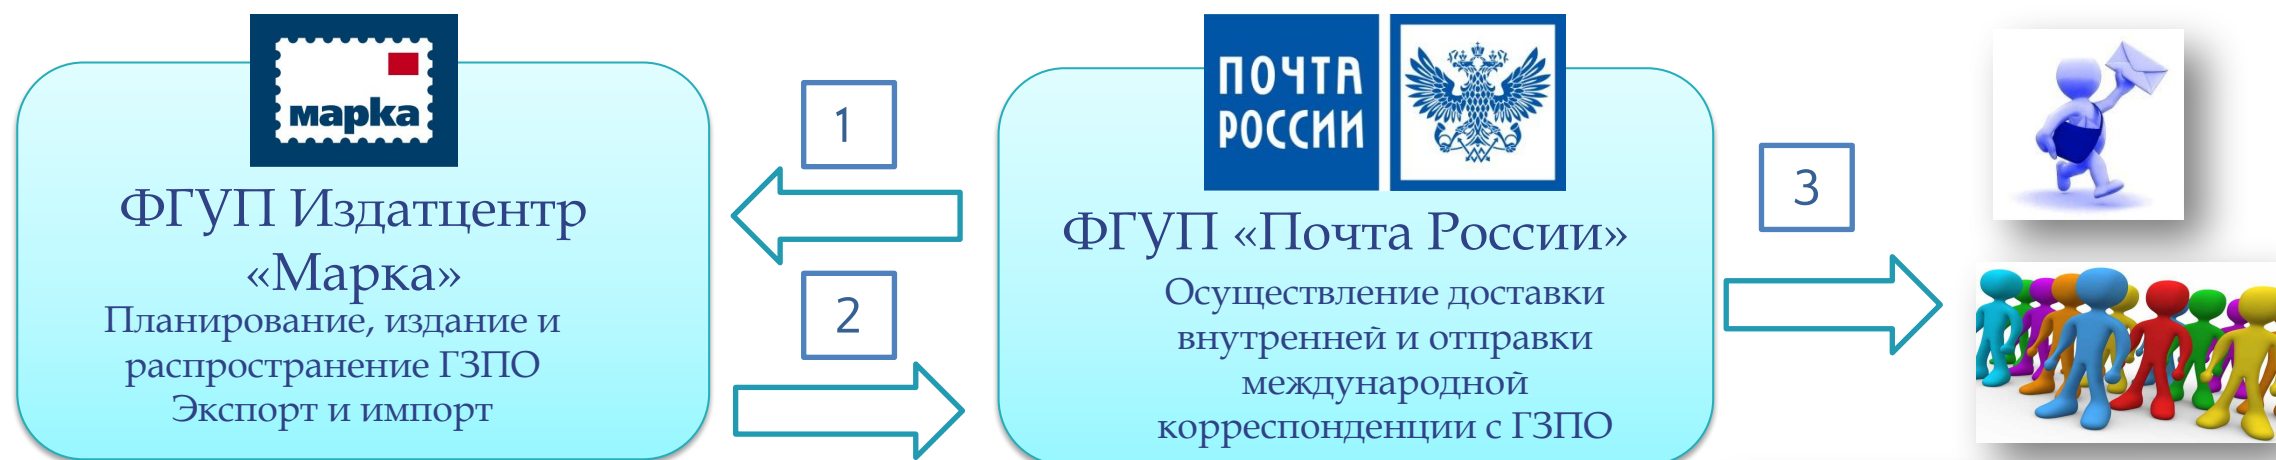 марка
ФГУП Издатцентр
«Марка»
Планирование, издание и
распространение ГЗПО
Экспорт и импорт
1
2
ПОЧТА
РОССИИ
ФГУП «Почта России»
Осуществление доставки
внутренней и отправки
международной
корреспонденции с ГЗПО
3